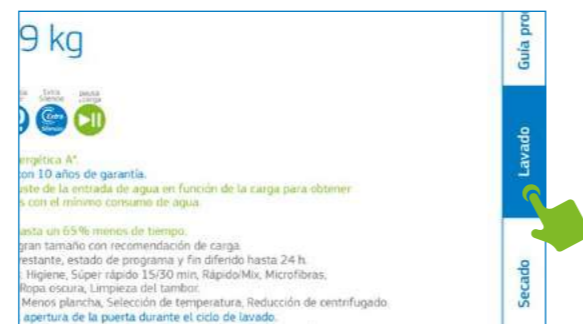 9 kg
Guía pro
Extra
Silencio
pausa
+carga
Extra
Silencio
Lavado
ergética A*.
con 10 años de garantía.
uste de la entrada de agua en función de la carga para obtener
s con el mínimo consumo de agua.
asta un 65% menos de tiempo.
gran tamaño con recomendación de carga.
restante, estado de programa y fin diferido hasta 24 h.
: Higiene, Súper rápido 15/30 min, Rápido/Mix, Microfibras,
Ropa oscura, Limpieza del tambor.
Menos plancha, Selección de temperatura, Reducción de centrifugado
apertura de la puerta durante el ciclo de lavado.
Secado